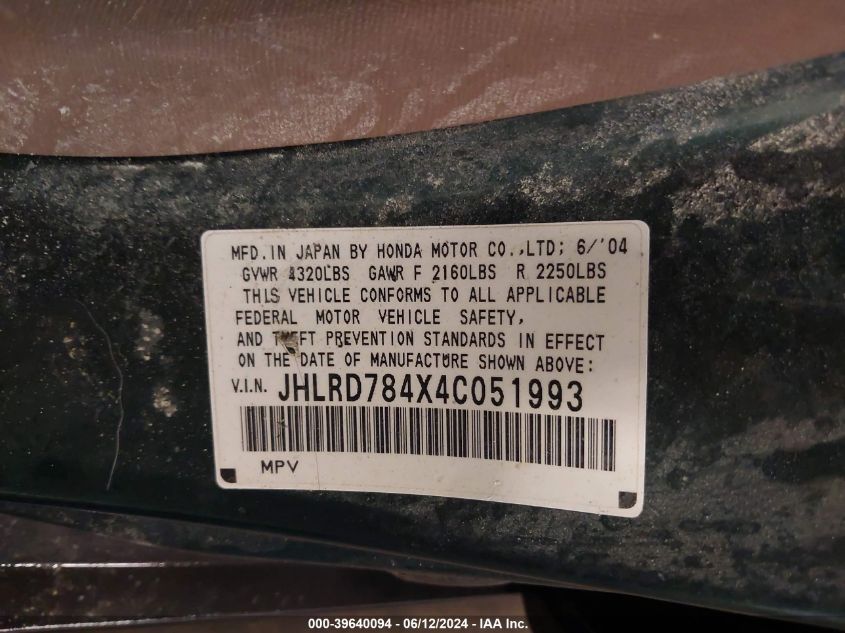 MFD.IN JAPAN BY HONDA MOTOR CO.,LTD; 6/'04
GVWR 4320LBS GAWR F 2160LBS R 2250LBS
THIS VEHICLE CONFORMS TO ALL APPLICABLE
FEDERAL MOTOR VEHICLE SAFETY,
AND THEFT PREVENTION STANDARDS IN EFFECT
ON THE DATE OF MANUFACTURE SHOWN ABOVE:
V.I.N. JHLRD784X4C051993
MPV
000-39640094 - 06/12/2024 - IAA Inc.